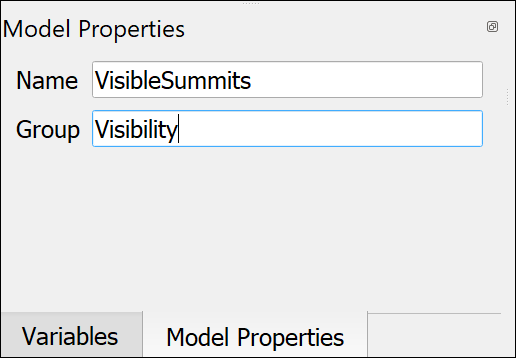 Model Properties
Name VisibleSummits
Group Visibility
Variables Model Properties